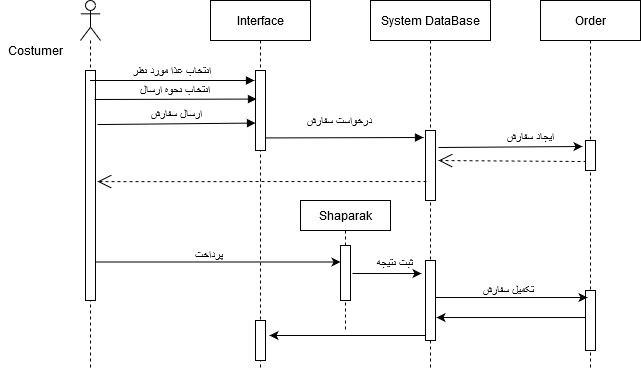 Interface
System DataBase
Order
Costumer
انتخاب غذا مورد نظر
انتخاب نحوه ارسال
ارسال سفارش
درخواست سفارش
ایجاد سفارش
Shaparak
پرداخت
ثبت نتیجه
تکمیل سفارش